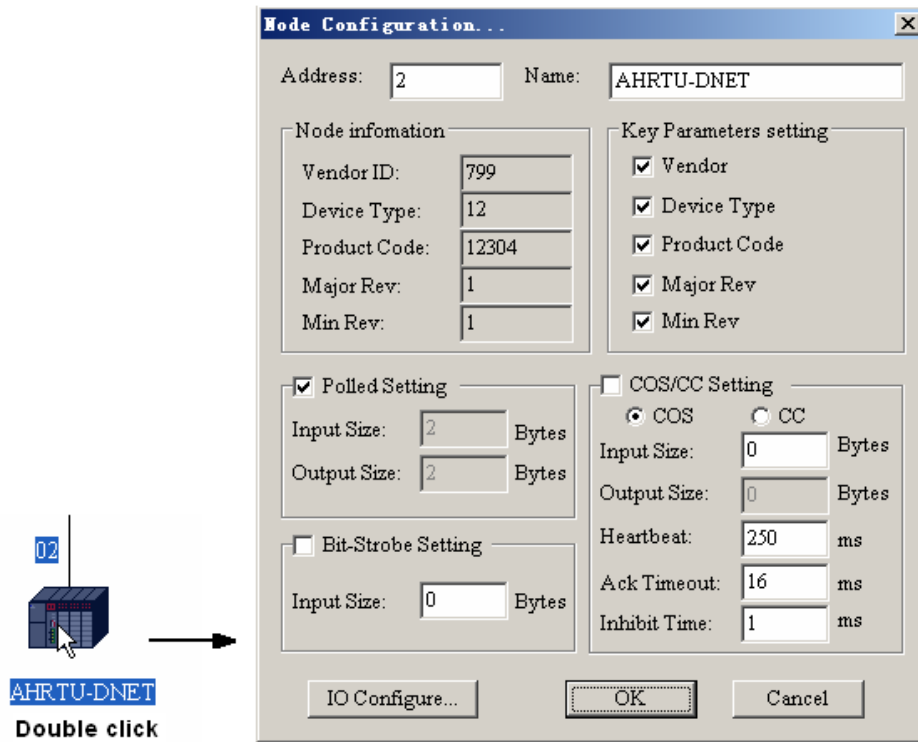 Node Configuration...
Address: 2 Name: AHRTU-DNET
Node infomation
Vendor ID: 799
Device Type: 12
Product Code: 12304
Major Rev: 1
Min Rev: 1
Key Parameters setting
Vendor
Device Type
Product Code
Major Rev
Min Rev
Polled Setting
Input Size: 2 Bytes
Output Size: 2 Bytes
Bit-Strobe Setting
Input Size: 0 Bytes
COS/CC Setting
COS CC
Input Size: 0 Bytes
Output Size: 0 Bytes
Heartbeat: 250 ms
Ack Timeout: 16 ms
Inhibit Time: 1 ms
IO Configure... OK Cancel
02
AHRTU-DNET
Double click